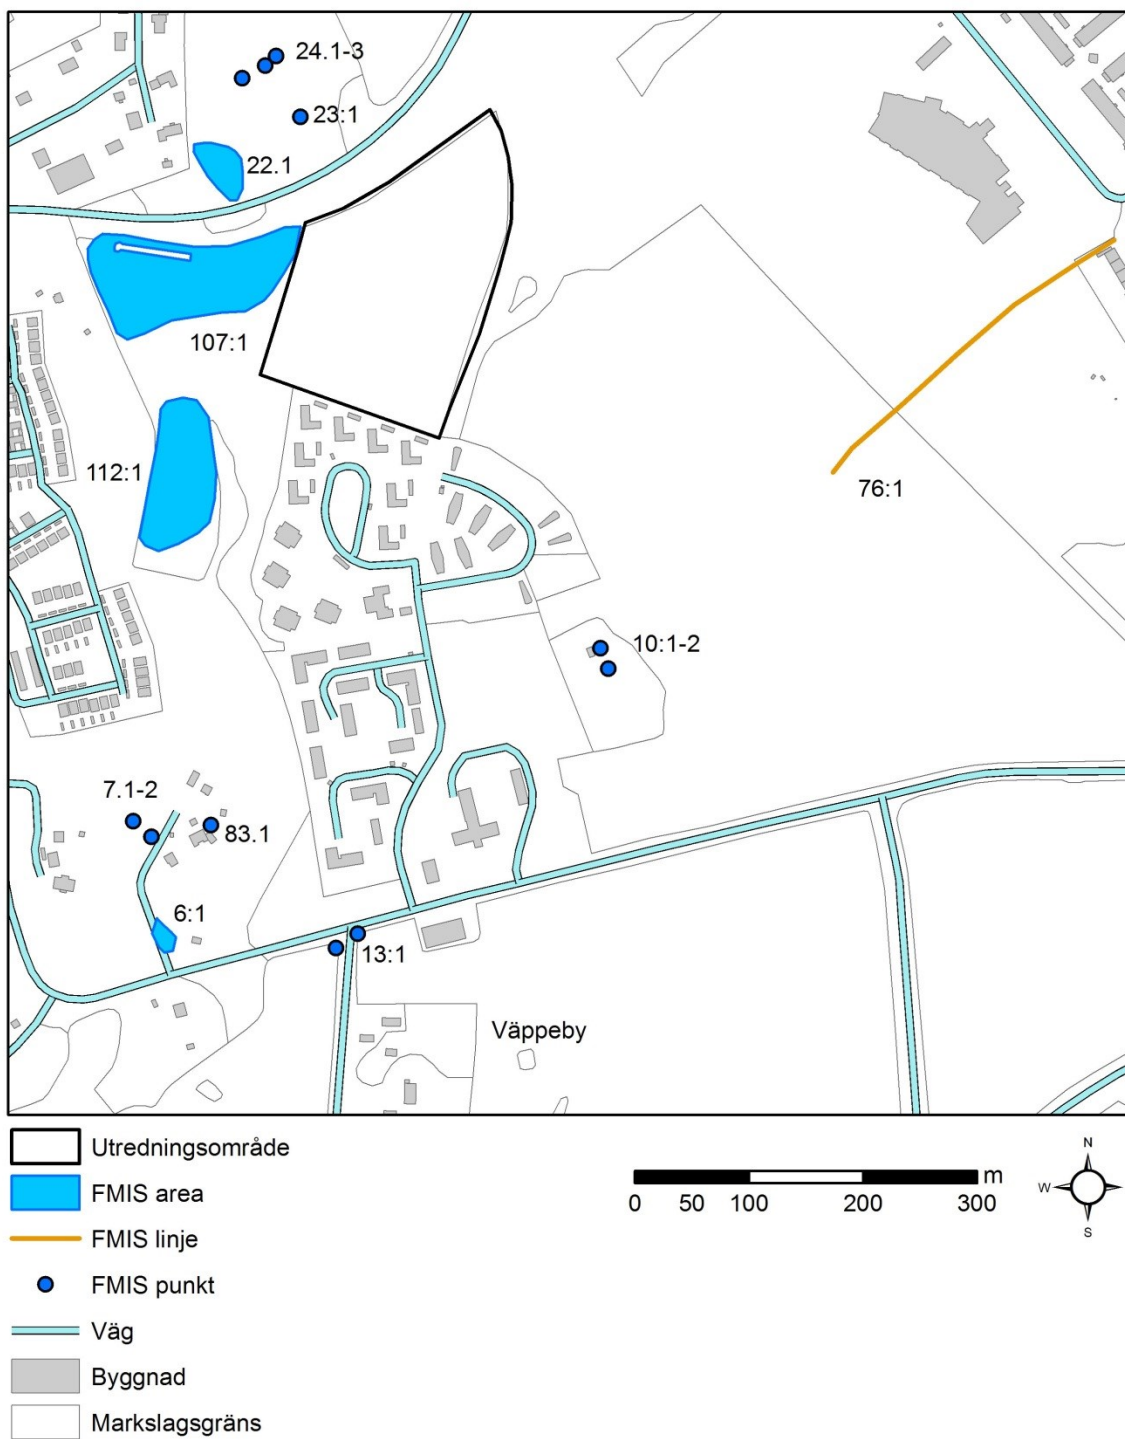 24.1-3
23:1
22.1
107:1
112:1
76:1
10:1-2
7.1-2
83.1
6:1
13:1
Väppeby
Utredningsområde
FMIS area
FMIS linje
FMIS punkt
Väg
Byggnad
Markslagsgräns
m
0 50 100 200 300
N
W
S